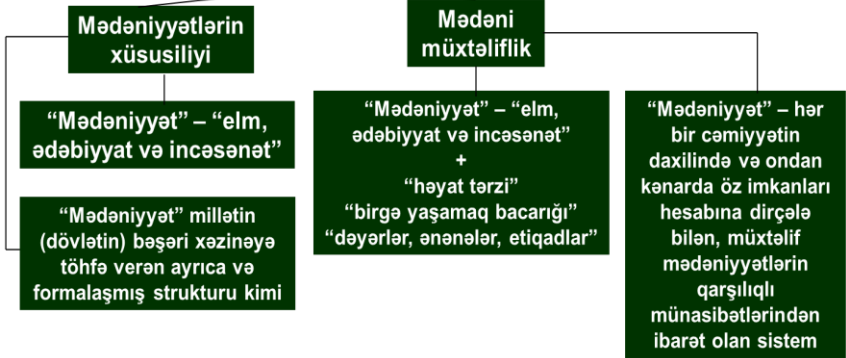 Mədəniyyətlərin
xüsusiliyi
"Mədəniyyət" – "elm,
ədəbiyyat və incəsənət"
"Mədəniyyət" millətin
(dövlətin) bəşəri xəzinəyə
töhfə verən ayrıca və
formalaşmış strukturu kimi
Mədəni
müxtəliflik
"Mədəniyyət" – "elm,
ədəbiyyat və incəsənət"
+
"həyat tərzi"
"birgə yaşamaq bacarığı"
"dəyərlər, ənənələr, etiqadlar"
"Mədəniyyət" – hər
bir cəmiyyətin
daxilində və ondan
kənarda öz imkanları
hesabına dirçələ
bilən, müxtəlif
mədəniyyətlərin
qarşılıqlı
münasibətlərindən
ibarət olan sistem